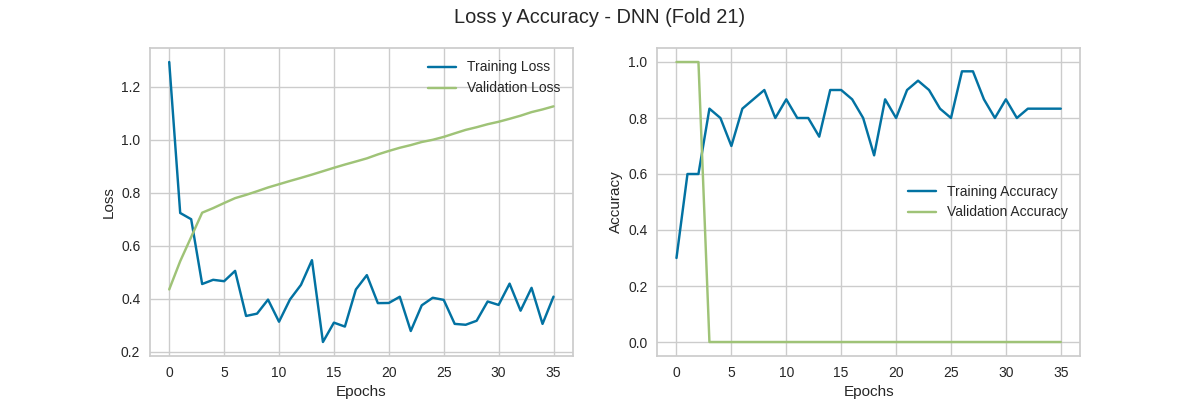 Loss y Accuracy - DNN (Fold 21)
Training Loss
Validation Loss
1.2
1.0
0.8
0.6
0.4
0.2
Loss
0 5 10 15 20 25 30 35
Epochs
1.0
0.8
0.6
0.4
0.2
0.0
Accuracy
Training Accuracy
Validation Accuracy
0 5 10 15 20 25 30 35
Epochs